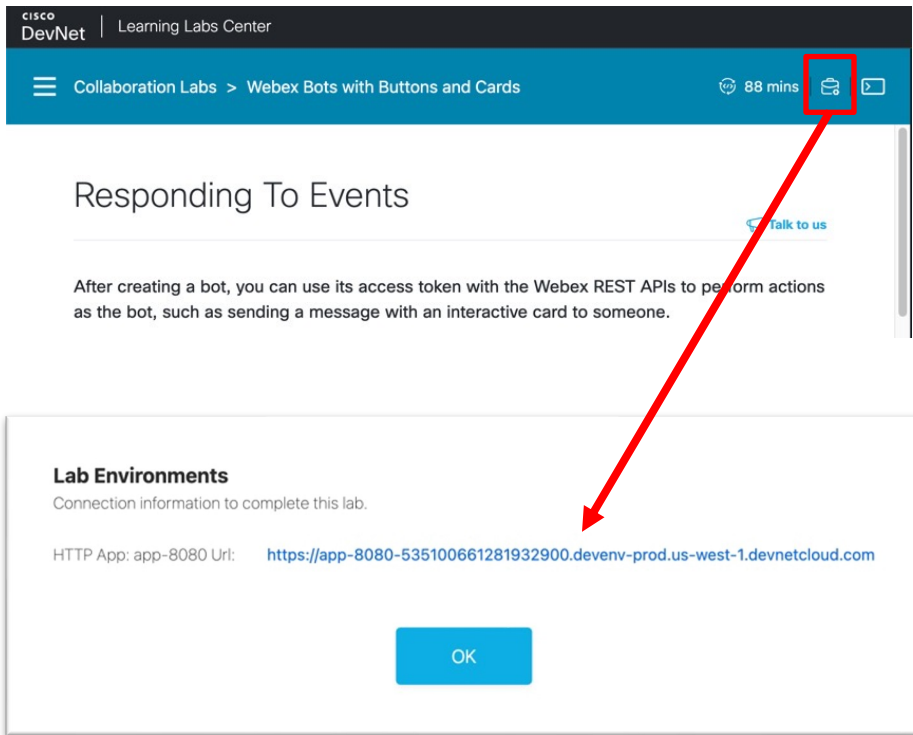 CISCO
DevNet | Learning Labs Center
Collaboration Labs > Webex Bots with Buttons and Cards 88 mins
Responding To Events
Talk to us
After creating a bot, you can use its access token with the Webex REST APIs to perform actions
as the bot, such as sending a message with an interactive card to someone.
Lab Environments
Connection information to complete this lab.
HTTP App: app-8080 Url: https://app-8080-535100661281932900.devenv-prod.us-west-1.devnetcloud.com
OK